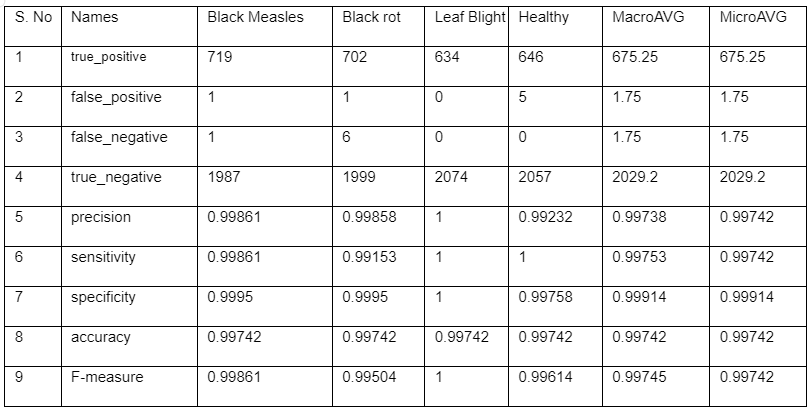 S. No Names Black Measles Black rot Leaf Blight Healthy MacroAVG MicroAVG
1 true_positive 719 702 634 646 675.25 675.25
2 false_positive 1 1 0 5 1.75 1.75
3 false_negative 1 6 0 0 1.75 1.75
4 true_negative 1987 1999 2074 2057 2029.2 2029.2
5 precision 0.99861 0.99858 1 0.99232 0.99738 0.99742
6 sensitivity 0.99861 0.99153 1 1 0.99753 0.99742
7 specificity 0.9995 0.9995 1 0.99758 0.99914 0.99914
8 accuracy 0.99742 0.99742 0.99742 0.99742 0.99742 0.99742
9 F-measure 0.99861 0.99504 1 0.99614 0.99745 0.99742